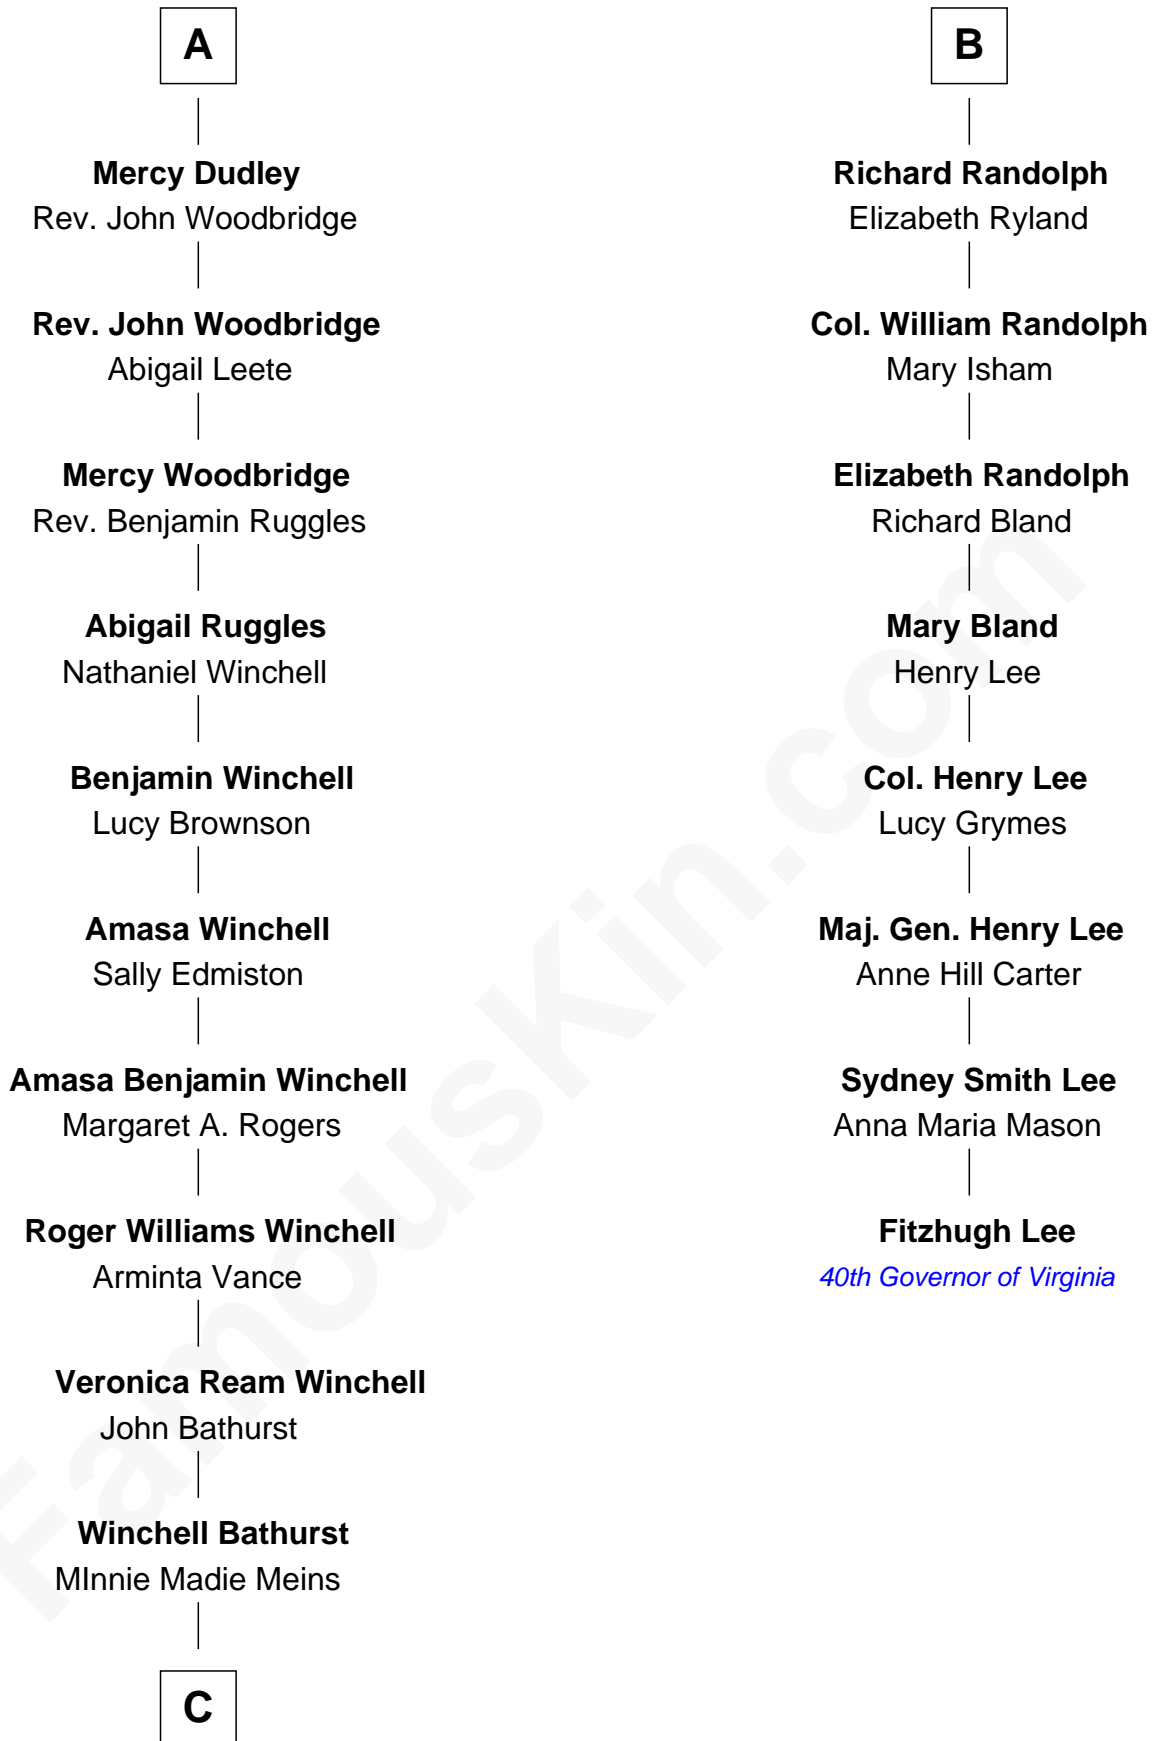 A
Mercy Dudley
Rev. John Woodbridge
Rev. John Woodbridge
Abigail Leete
Mercy Woodbridge
Rev. Benjamin Ruggles
Abigail Ruggles
Nathaniel Winchell
Benjamin Winchell
Lucy Brownson
Amasa Winchell
Sally Edmiston
Amasa Benjamin Winchell
Margaret A. Rogers
Roger Williams Winchell
Arminta Vance
Veronica Ream Winchell
John Bathurst
Winchell Bathurst
MInnie Madie Meins
C
B
Richard Randolph
Elizabeth Ryland
Col. William Randolph
Mary Isham
Elizabeth Randolph
Richard Bland
Mary Bland
Henry Lee
Col. Henry Lee
Lucy Grymes
Maj. Gen. Henry Lee
Anne Hill Carter
Sydney Smith Lee
Anna Maria Mason
Fitzhugh Lee
40th Governor of Virginia
FamousKin.com